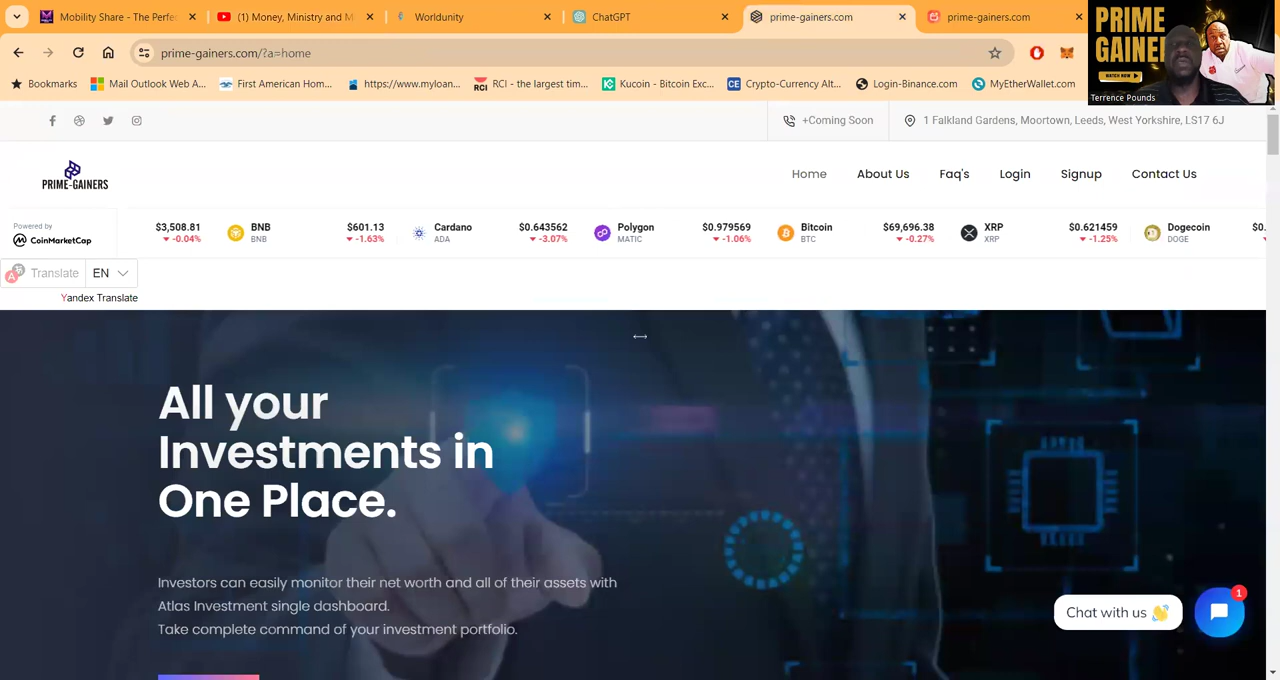 Mobility Share - The Perfec
(1) Money, Ministry and M
Worldunity
ChatGPT
prime-gainers.com
prime-gainers.com
prime-gainers.com/?a=home
Bookmarks
Mail Outlook Web A...
First American Hom...
https://www.myloan...
RCI - the largest tim...
Kucoin - Bitcoin Exc...
Crypto-Currency Alt...
Login-Binance.com
MyEtherWallet.com
PRIME
GAINE
WATCH NOW
Terrence Pounds
+Coming Soon
1 Falkland Gardens, Moortown, Leeds, West Yorkshire, LS17 6J
PRIME-GAINERS
Home
About Us
Faq's
Login
Signup
Contact Us
Powered by
CoinMarketCap
$3,508.81
-0.04%
BNB
BNB
$601.13
-1.63%
Cardano
ADA
$0.643562
-3.07%
Polygon
MATIC
$0.979569
-1.06%
Bitcoin
BTC
$69,696.38
-0.27%
XRP
XRP
$0.621459
-1.25%
Dogecoin
DOGE
$0.
Translate
EN
Yandex Translate
All your
Investments in
One Place.
Investors can easily monitor their net worth and all of their assets with
Atlas Investment single dashboard.
Take complete command of your investment portfolio.
Chat with us 👋
1